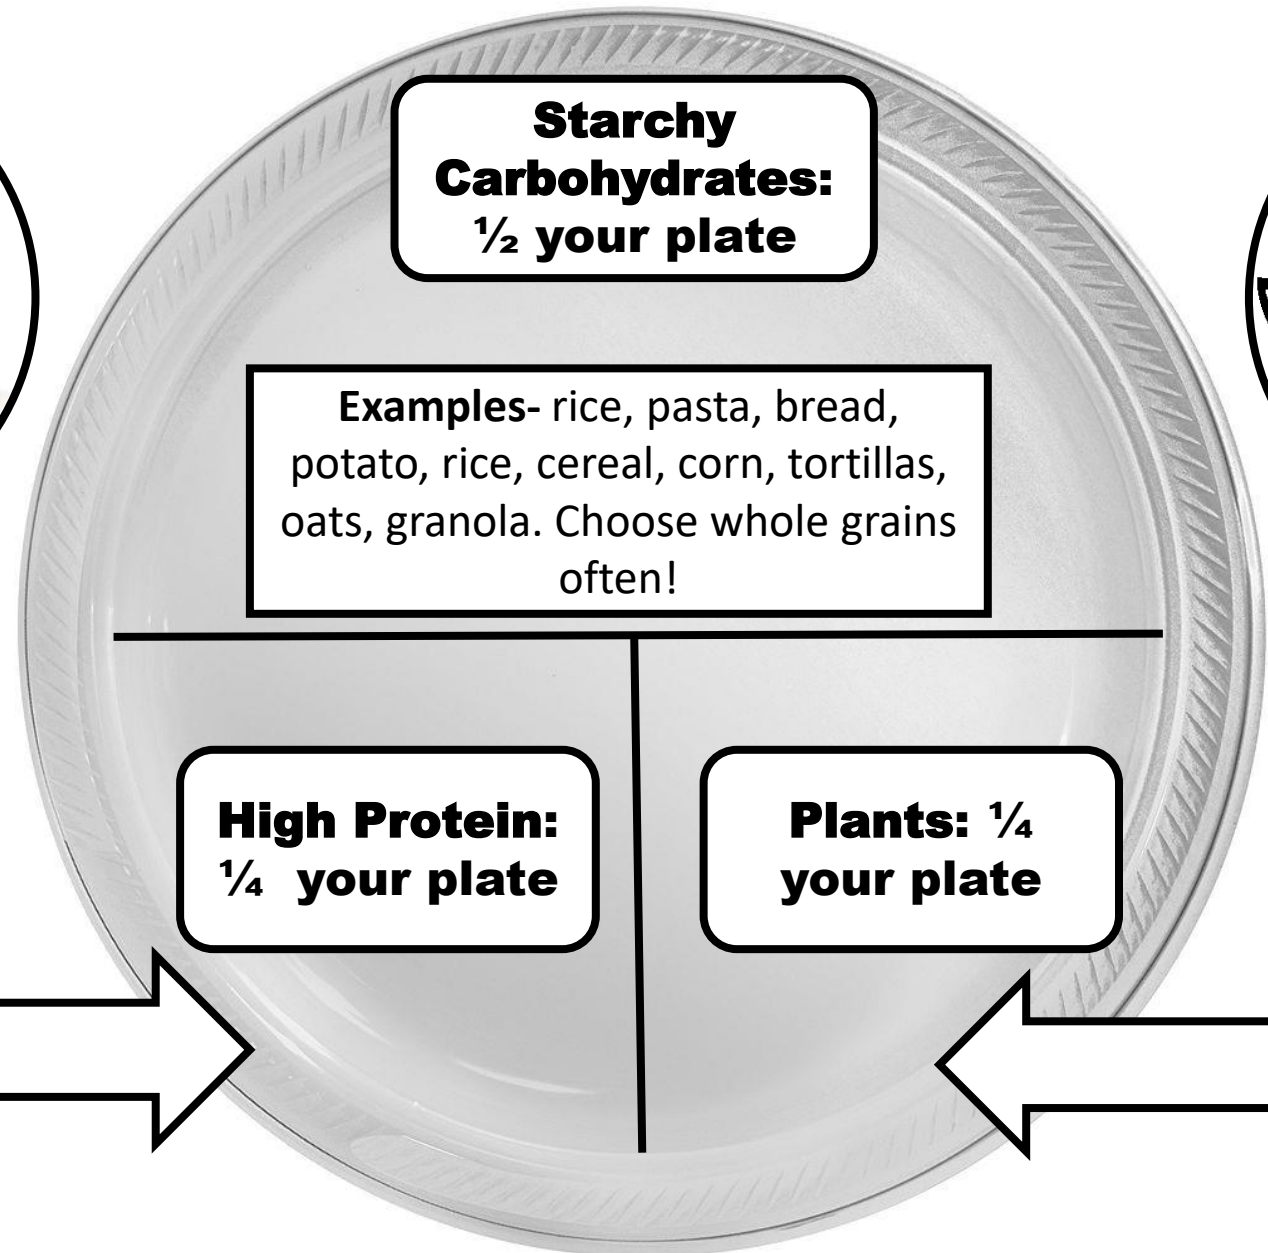 Starchy
Carbohydrates:
½ your plate
Examples- rice, pasta, bread,
potato, rice, cereal, corn, tortillas,
oats, granola. Choose whole grains
often!
High Protein:
¼ your plate
Plants: ¼
your plate